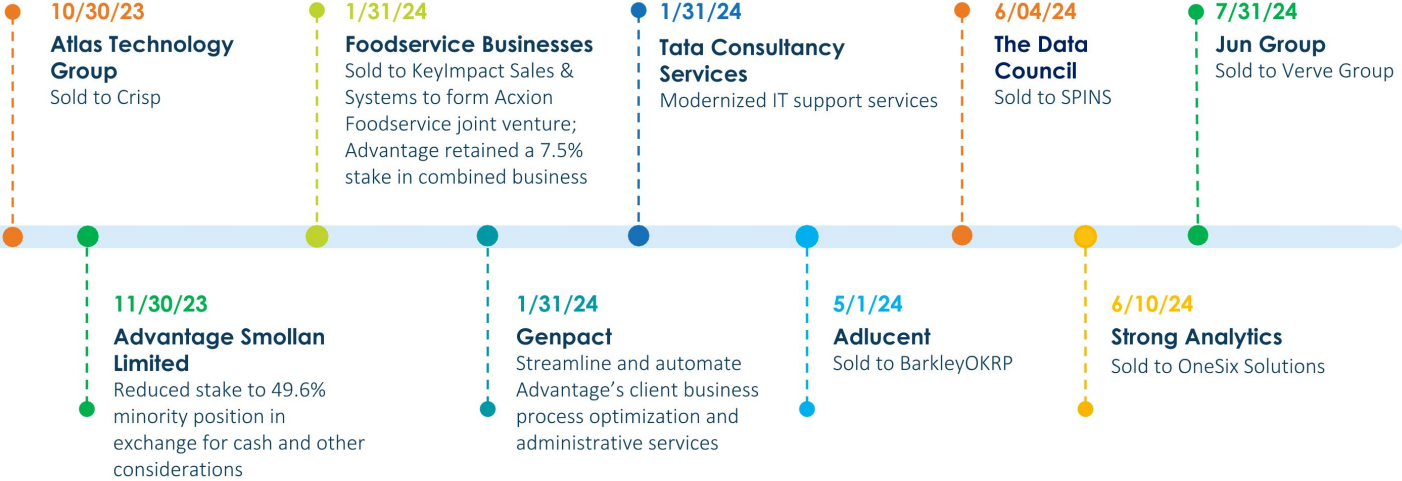 10/30/23
Atlas Technology
Group
Sold to Crisp
1/31/24
Foodservice Businesses
Sold to KeyImpact Sales &
Systems to form Acxion
Foodservice joint venture;
Advantage retained a 7.5%
stake in combined business
1/31/24
Tata Consultancy
Services
Modernized IT support services
6/04/24
The Data
Council
Sold to SPINS
7/31/24
Jun Group
Sold to Verve Group
11/30/23
Advantage Smollan
Limited
Reduced stake to 49.6%
minority position in
exchange for cash and other
considerations
1/31/24
Genpact
Streamline and automate
Advantage’s client business
process optimization and
administrative services
5/1/24
Adlucent
Sold to BarkleyOKRP
6/10/24
Strong Analytics
Sold to OneSix Solutions